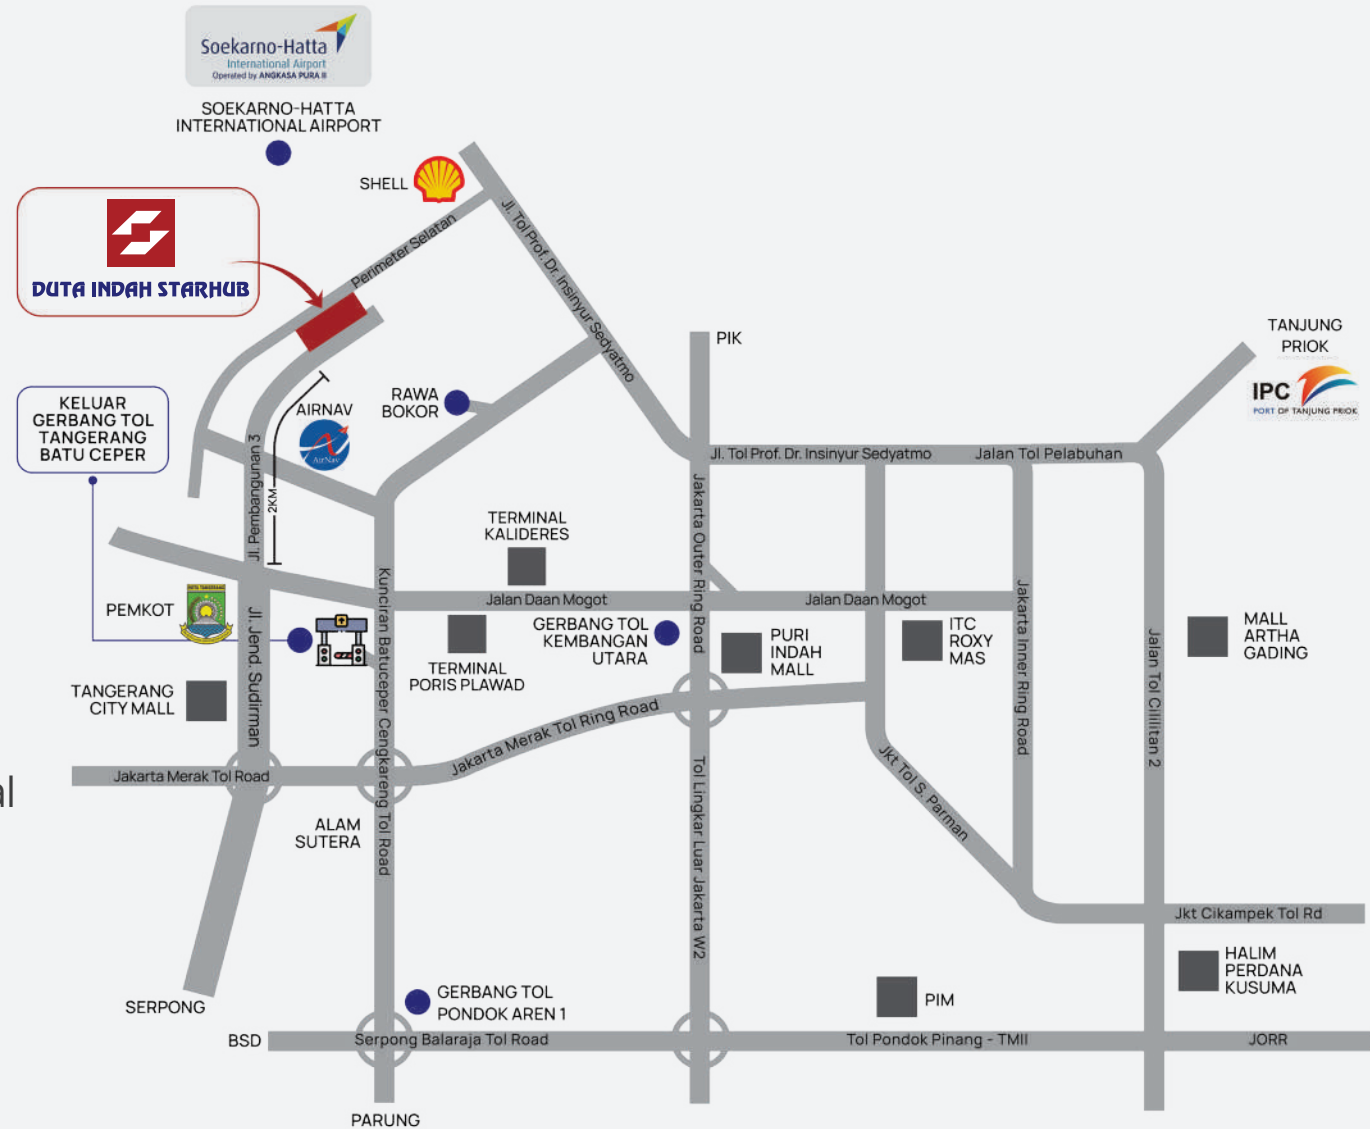 Soekarno-Hatta
International Airport
Operated by ANGKASA PURA II
SOEKARNO-HATTA
INTERNATIONAL AIRPORT
SHELL
DUTA INDAH STARHUB
Perimeter Selatan
Jl. Tol Prof. Dr. Insinyur Sedyatmo
PIK
TANJUNG
PRIOK
IPC
PORT OF TANJUNG PRIOK
KELUAR
GERBANG TOL
TANGERANG
BATU CEPER
AIRNAV
AirNav
RAWA
BOKOR
Jl. Pembangunan 3
2KM
Jl. Tol Prof. Dr. Insinyur Sedyatmo
Jalan Tol Pelabuhan
TERMINAL
KALIDERES
Jakarta Outer Ring Road
Kunciran Batuceper Cengkareng Tol Road
Jalan Daan Mogot
Jalan Daan Mogot
PEMKOT
KOTA TANGERANG
Jl. Jend. Sudirman
TERMINAL
PORIS PLAWAD
GERBANG TOL
KEMBANGAN
UTARA
PURI
INDAH
MALL
ITC
ROXY
MAS
Jakarta Inner Ring Road
Jalan Tol Cililitan 2
MALL
ARTHA
GADING
TANGERANG
CITY MALL
Jakarta Merak Tol Road
Jakarta Merak Tol Ring Road
al
ALAM
SUTERA
Tol Lingkar Luar Jakarta W2
Jkt Tol S. Parman
Jkt Cikampek Tol Rd
HALIM
PERDANA
KUSUMA
SERPONG
GERBANG TOL
PONDOK AREN 1
PIM
BSD
Serpong Balaraja Tol Road
Tol Pondok Pinang - TMII
JORR
PARUNG